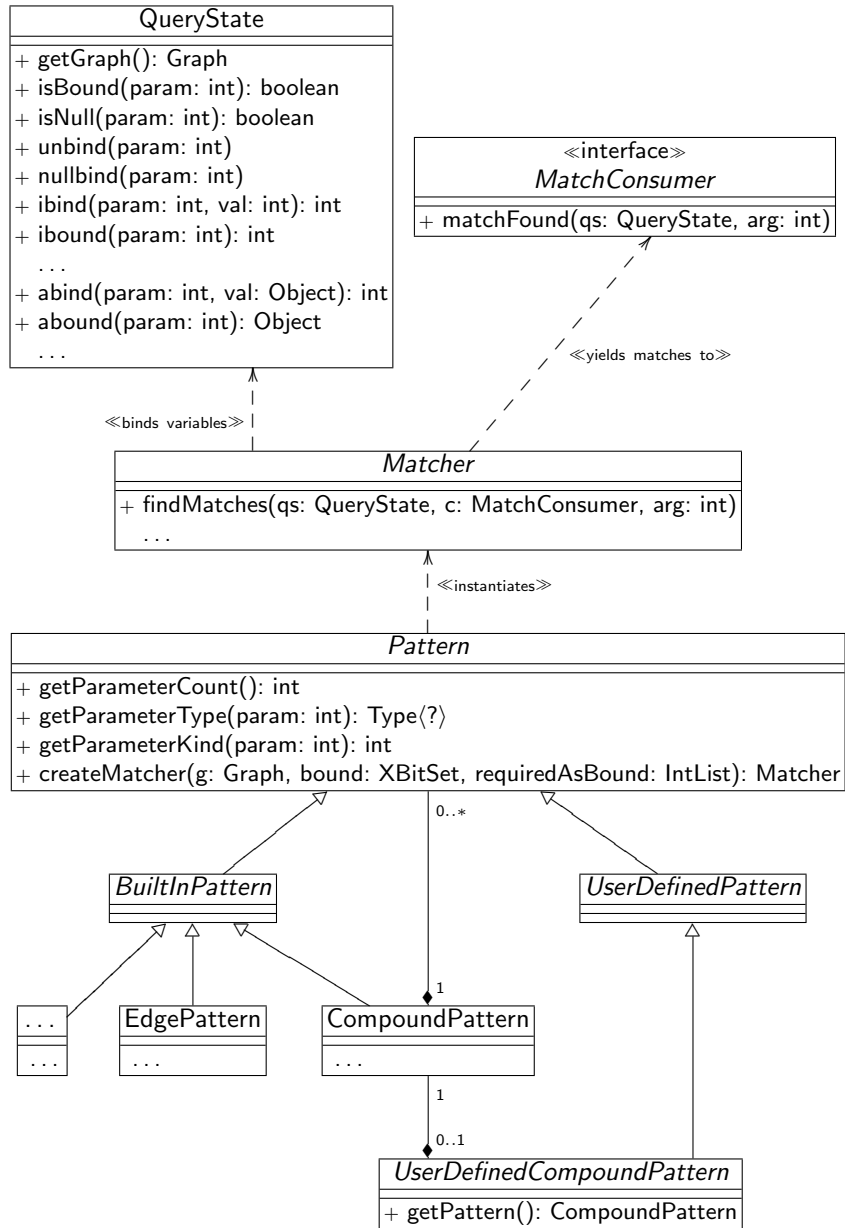 QueryState
+ getGraph(): Graph
+ isBound(param: int): boolean
+ isNull(param: int): boolean
+ unbind(param: int)
+ nullbind(param: int)
+ ibind(param: int, val: int): int
+ ibound(param: int): int
. . .
+ abind(param: int, val: Object): int
+ abound(param: int): Object
. . .
≪interface≫
MatchConsumer
+ matchFound(qs: QueryState, arg: int)
≪yields matches to≫
≪binds variables≫
Matcher
+ findMatches(qs: QueryState, c: MatchConsumer, arg: int)
. . .
≪instantiates≫
Pattern
+ getParameterCount(): int
+ getParameterType(param: int): Type⟨?⟩
+ getParameterKind(param: int): int
+ createMatcher(g: Graph, bound: XBitSet, requiredAsBound: IntList): Matcher
0..∗
BuiltInPattern
UserDefinedPattern
1
. . .
. . .
EdgePattern
. . .
CompoundPattern
. . .
1
0..1
UserDefinedCompoundPattern
+ getPattern(): CompoundPattern